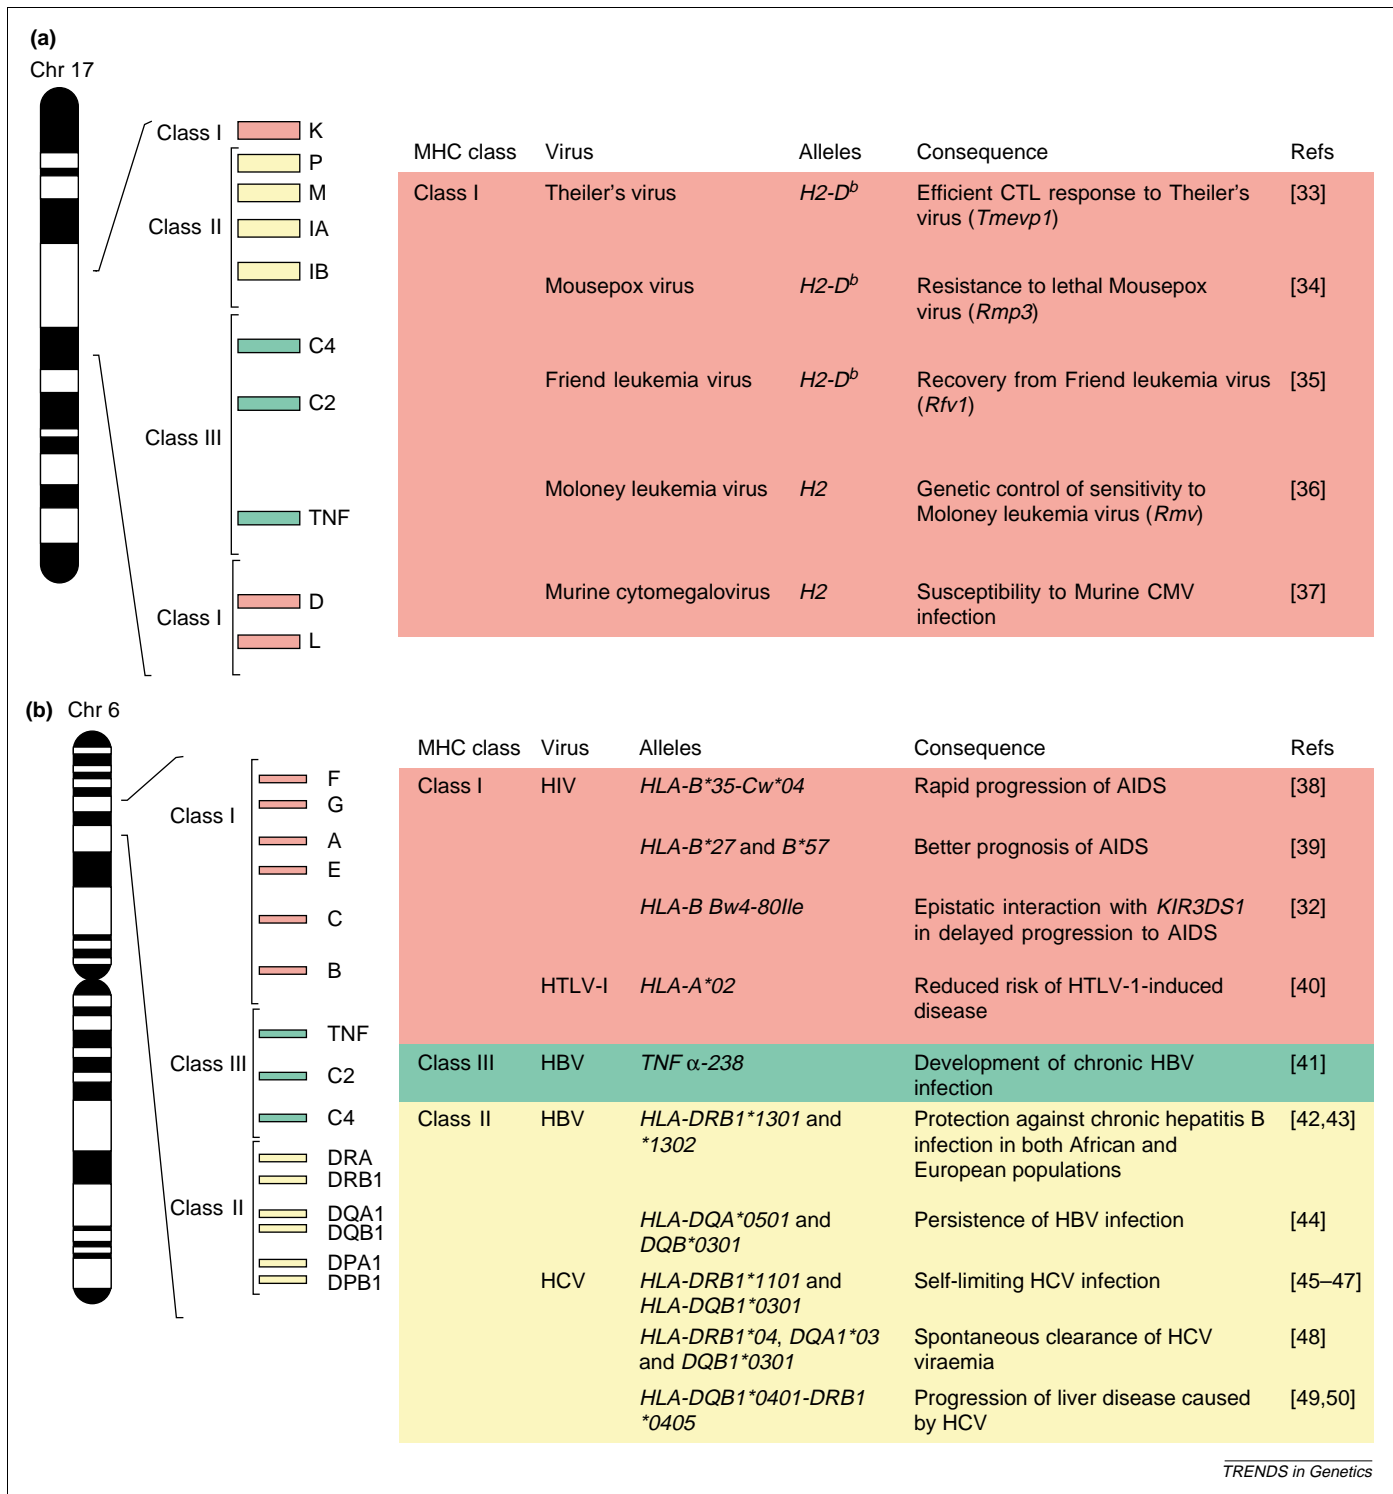 (a)
Chr 17
Class I
K
P
M
Class II
IA
IB
C4
C2
Class III
TNF
D
Class I
L
MHC class Virus Alleles Consequence Refs
Class I Theiler's virus H2-Dᵇ Efficient CTL response to Theiler's [33]
virus (Tmevp1)
Mousepox virus H2-Dᵇ Resistance to lethal Mousepox [34]
virus (Rmp3)
Friend leukemia virus H2-Dᵇ Recovery from Friend leukemia virus [35]
(Rfv1)
Moloney leukemia virus H2 Genetic control of sensitivity to [36]
Moloney leukemia virus (Rmv)
Murine cytomegalovirus H2 Susceptibility to Murine CMV [37]
infection
(b) Chr 6
F
Class I
G
A
E
C
B
TNF
Class III
C2
C4
DRA
DRB1
Class II
DQA1
DQB1
DPA1
DPB1
MHC class Virus Alleles Consequence Refs
Class I HIV HLA-B*35-Cw*04 Rapid progression of AIDS [38]
HLA-B*27 and B*57 Better prognosis of AIDS [39]
HLA-B Bw4-80Ile Epistatic interaction with KIR3DS1 [32]
in delayed progression to AIDS
HTLV-I HLA-A*02 Reduced risk of HTLV-1-induced [40]
disease
Class III HBV TNF α-238 Development of chronic HBV [41]
infection
Class II HBV HLA-DRB1*1301 and Protection against chronic hepatitis B [42,43]
*1302 infection in both African and
European populations
HLA-DQA*0501 and Persistence of HBV infection [44]
DQB*0301
HCV HLA-DRB1*1101 and Self-limiting HCV infection [45–47]
HLA-DQB1*0301
HLA-DRB1*04, DQA1*03 Spontaneous clearance of HCV [48]
and DQB1*0301 viraemia
HLA-DQB1*0401-DRB1 Progression of liver disease caused [49,50]
*0405 by HCV
TRENDS in Genetics